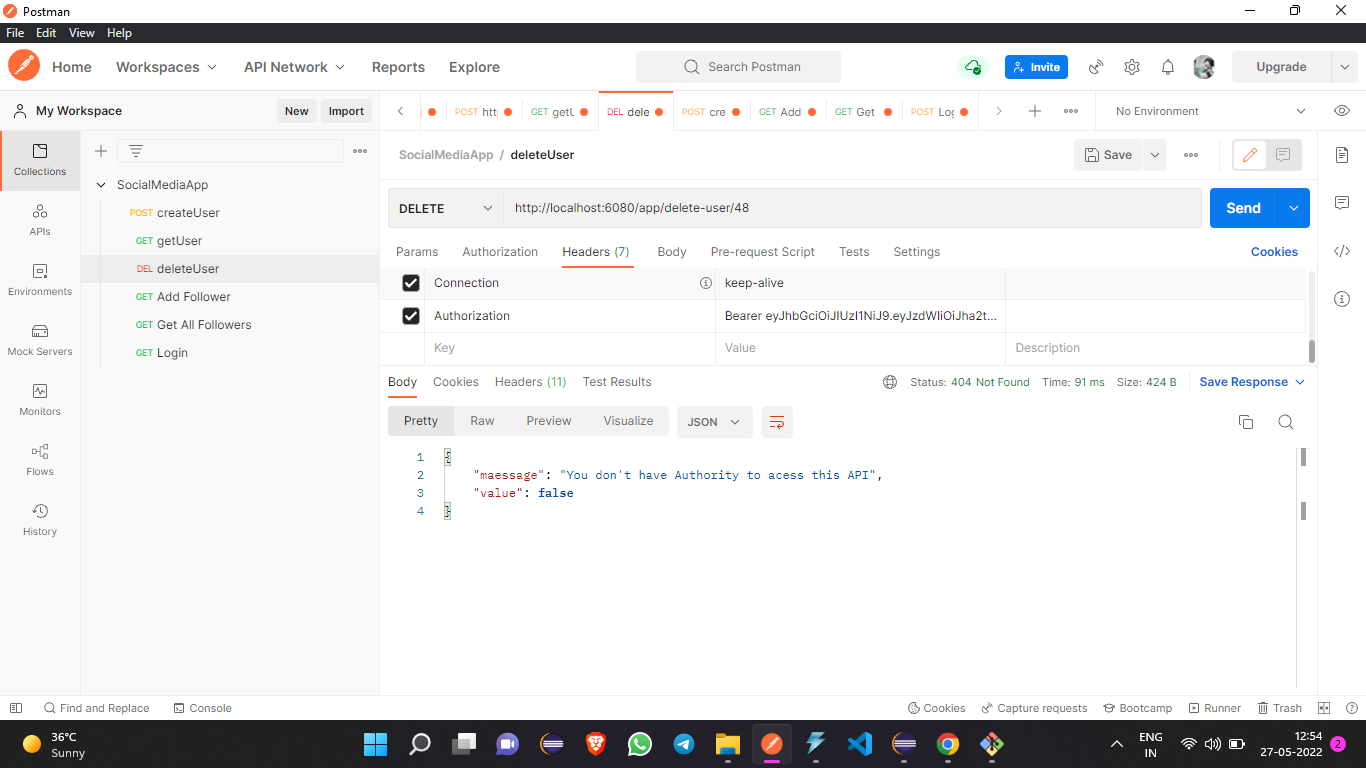 Postman
File Edit View Help
Home Workspaces API Network Reports Explore Search Postman Invite Upgrade
My Workspace New Import
POST htt GET getU DEL dele POST cre GET Add GET Get POST Log No Environment
SocialMediaApp / deleteUser Save
Collections
APIs
Environments
Mock Servers
Monitors
Flows
History
SocialMediaApp
POST createUser
GET getUser
DEL deleteUser
GET Add Follower
GET Get All Followers
GET Login
DELETE http://localhost:6080/app/delete-user/48 Send
Params Authorization Headers (7) Body Pre-request Script Tests Settings Cookies
Connection keep-alive
Authorization Bearer eyJhbGciOiJIUzI1NiJ9.eyJzdWIiOiJha2t...
Key Value Description
Body Cookies Headers (11) Test Results Status: 404 Not Found Time: 91 ms Size: 424 B Save Response
Pretty Raw Preview Visualize JSON
1 {
2 "maessage": "You don't have Authority to acess this API",
3 "value": false
4 }
Find and Replace Console Cookies Capture requests Bootcamp Runner Trash
36°C
Sunny
ENG
IN
12:54
27-05-2022
2